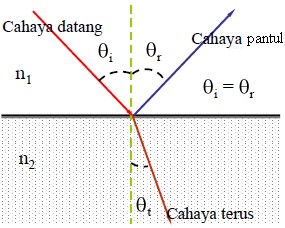 Cahaya datang
θi
θr
Cahaya pantul
n1
θi = θr
n2
θt
Cahaya terus